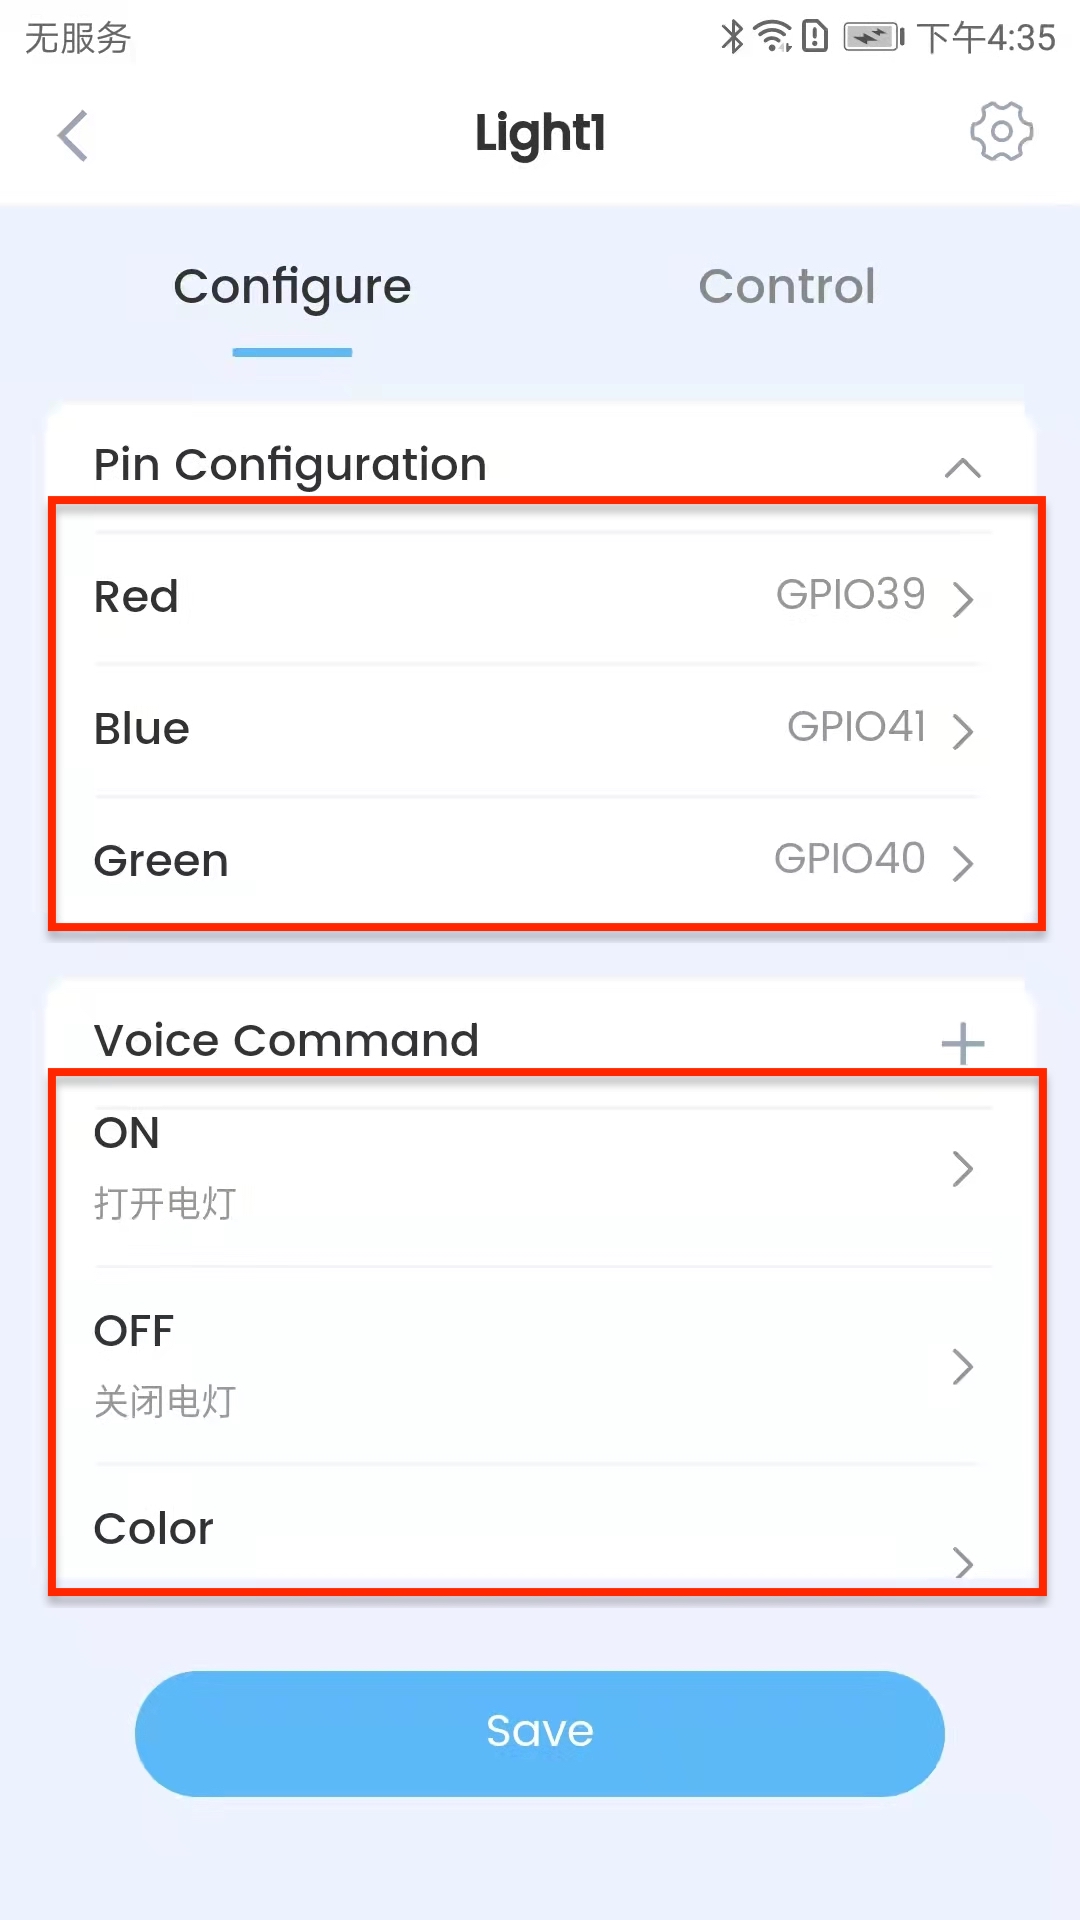 无服务 下午4:35
Light1
Configure Control
Pin Configuration
Red GPIO39
Blue GPIO41
Green GPIO40
Voice Command
ON
打开电灯
OFF
关闭电灯
Color
Save